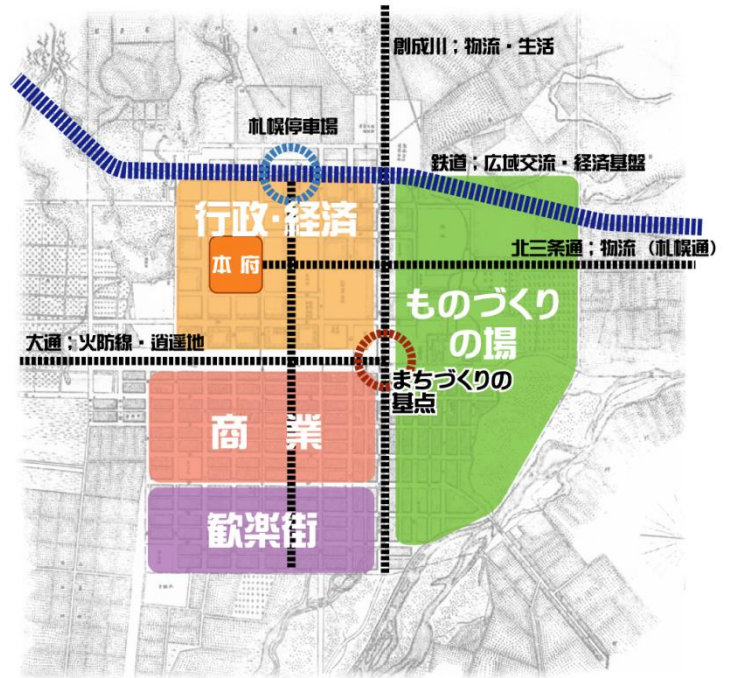 創成川；物流・生活
札幌停車場
鉄道；広域交流・経済基盤
行政・経済
本府
北三条通；物流（札幌通）
ものづくり
の場
大通；火防線・逍遥地
まちづくりの
基点
商業
歓楽街